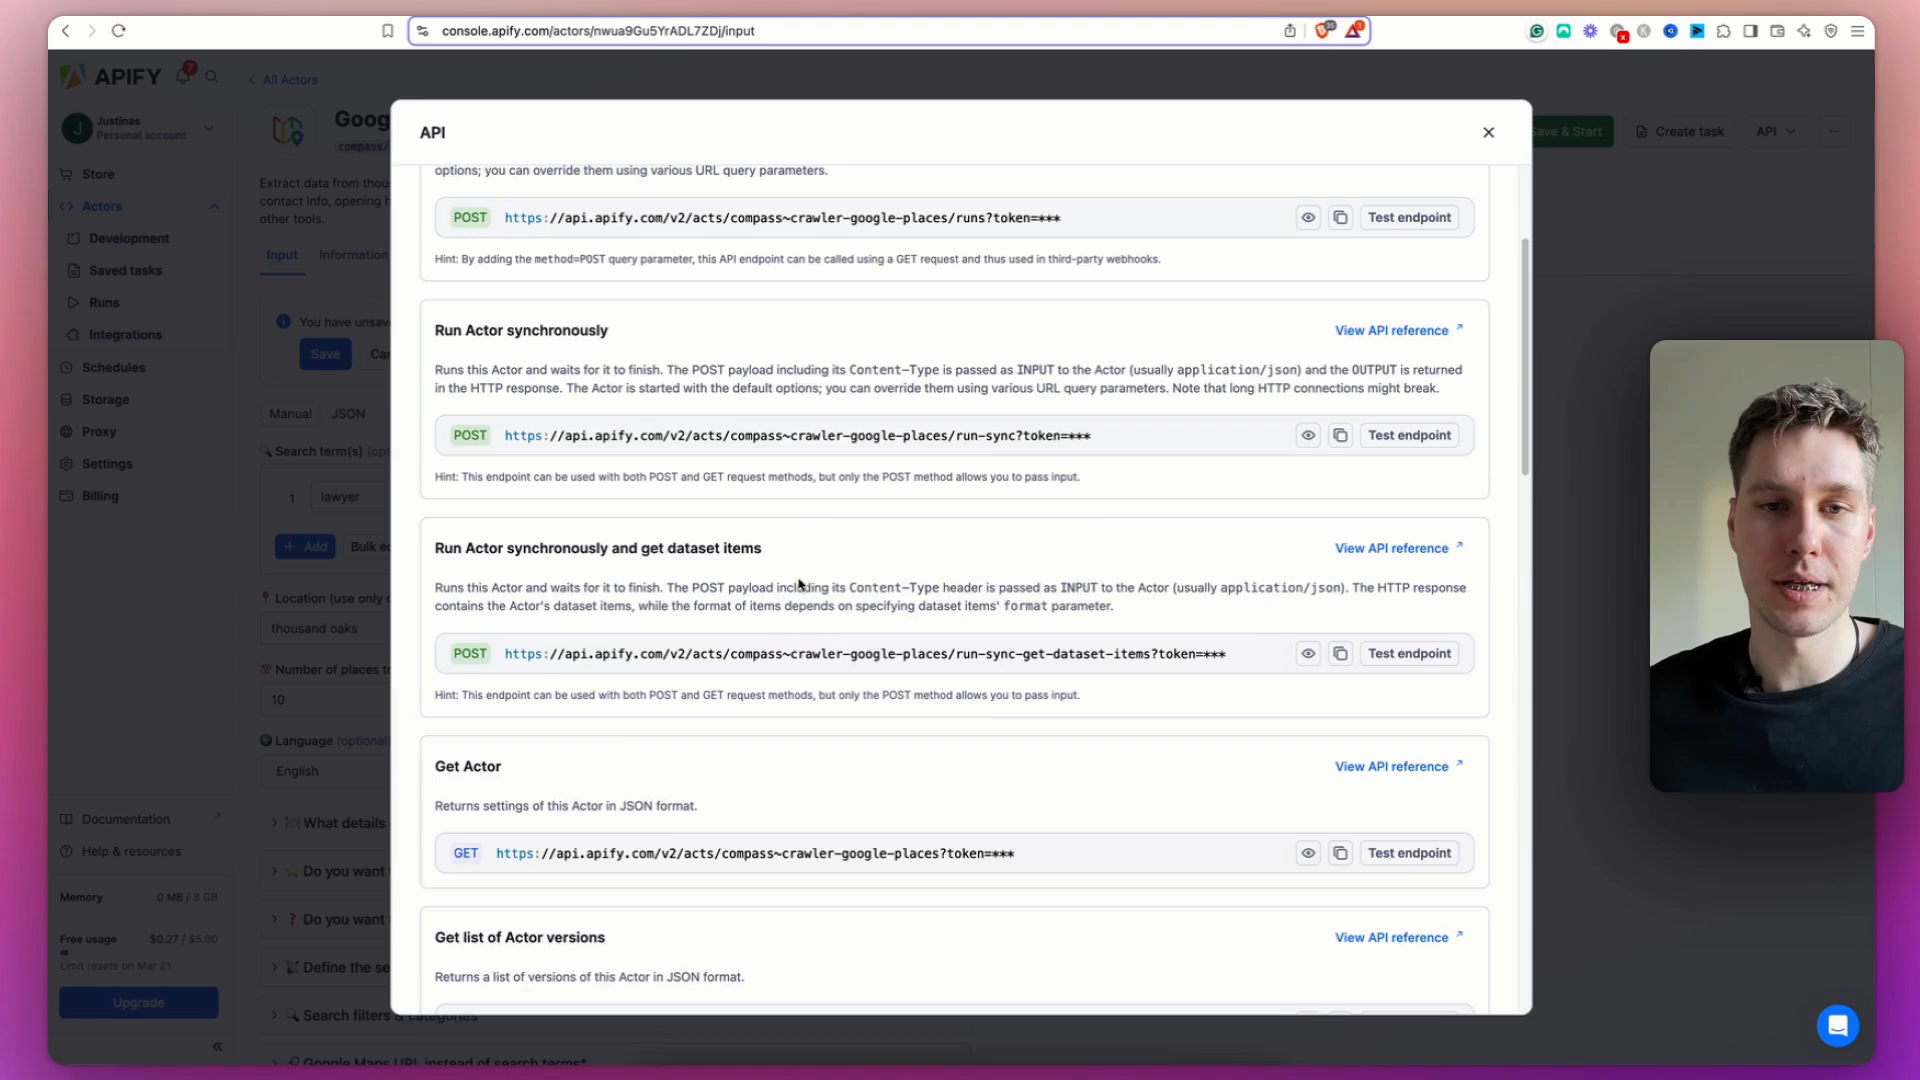 console.apify.com/actors/nwua9Gu5YrADL7ZDj/input
35
1
APIFY
7
All Actors
J
Justinas
Personal account
Goog
compass/
Save & Start
Create task
API
Store
Actors
Development
Saved tasks
Runs
Integrations
Schedules
Storage
Proxy
Settings
Billing
Documentation
Help & resources
Memory
0 MB / 8 GB
Free usage
$0.27 / $5.00
Limit resets on Mar 21
Upgrade
Extract data from thou
contact info, opening h
other tools.
Input
Information
You have unsav
Save
Can
Manual
JSON
Search term(s) (op
1
lawyer
+ Add
Bulk e
Location (use only o
thousand oaks
Number of places to
10
Language (optional)
English
What details
Do you want
Do you want
Define the se
Search filters & categories
Google Maps URL instead of search terms*
API
options; you can override them using various URL query parameters.
POST https://api.apify.com/v2/acts/compass~crawler-google-places/runs?token=***
Test endpoint
Hint: By adding the method=POST query parameter, this API endpoint can be called using a GET request and thus used in third-party webhooks.
Run Actor synchronously
View API reference
Runs this Actor and waits for it to finish. The POST payload including its Content-Type is passed as INPUT to the Actor (usually application/json) and the OUTPUT is returned
in the HTTP response. The Actor is started with the default options; you can override them using various URL query parameters. Note that long HTTP connections might break.
POST https://api.apify.com/v2/acts/compass~crawler-google-places/run-sync?token=***
Test endpoint
Hint: This endpoint can be used with both POST and GET request methods, but only the POST method allows you to pass input.
Run Actor synchronously and get dataset items
View API reference
Runs this Actor and waits for it to finish. The POST payload including its Content-Type header is passed as INPUT to the Actor (usually application/json). The HTTP response
contains the Actor's dataset items, while the format of items depends on specifying dataset items' format parameter.
POST https://api.apify.com/v2/acts/compass~crawler-google-places/run-sync-get-dataset-items?token=***
Test endpoint
Hint: This endpoint can be used with both POST and GET request methods, but only the POST method allows you to pass input.
Get Actor
View API reference
Returns settings of this Actor in JSON format.
GET https://api.apify.com/v2/acts/compass~crawler-google-places?token=***
Test endpoint
Get list of Actor versions
View API reference
Returns a list of versions of this Actor in JSON format.